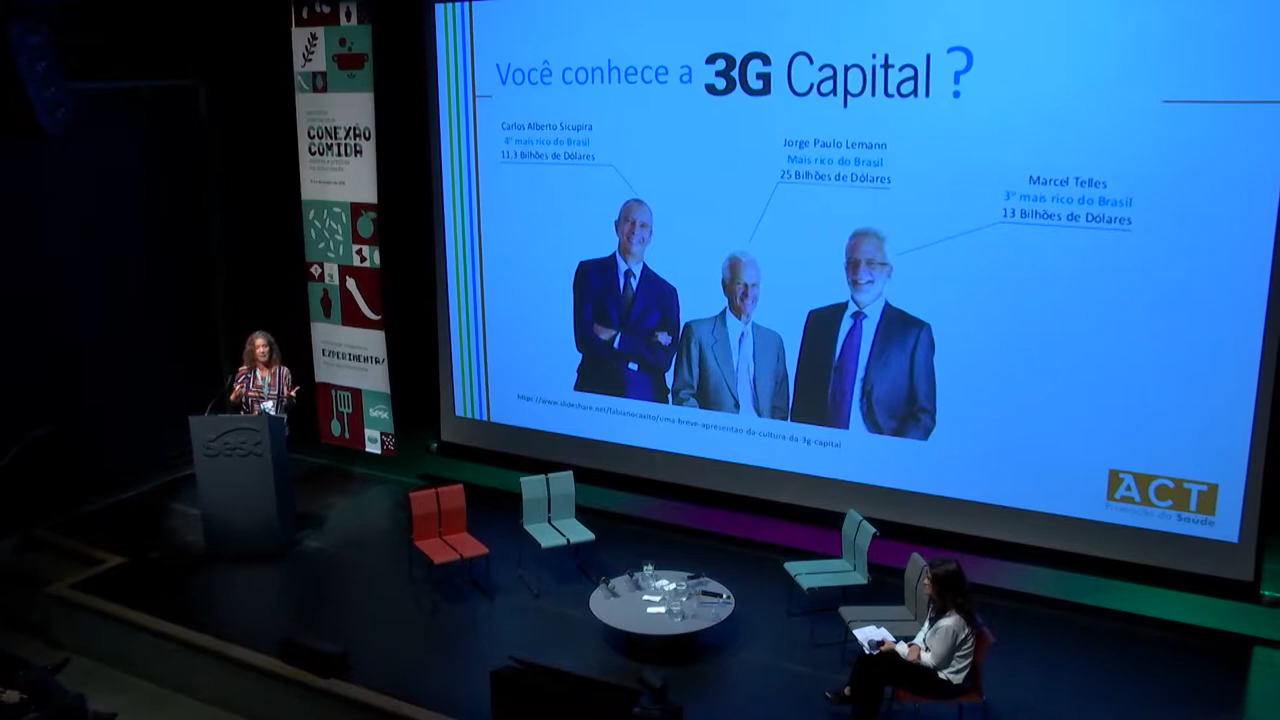 Você conhece a 3G Capital ?
Carlos Alberto Sicupira
4º mais rico do Brasil
11,3 Bilhões de Dólares
Jorge Paulo Lemann
Mais rico do Brasil
25 Bilhões de Dólares
Marcel Telles
3º mais rico do Brasil
13 Bilhões de Dólares
https://www.slideshare.net/fabianocaxito/uma-breve-apresentao-da-cultura-da-3g-capital
ACT
Promoção da Saúde
CONEXÃO
COMIDA
EXPERIMENTA!
Sesc
sesc